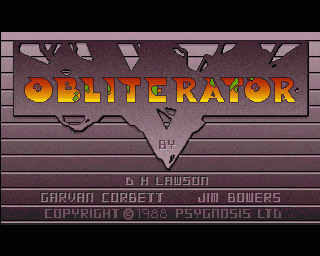 OBLITERATOR
BY
D H LAWSON
GARVAN CORBETT JIM BOWERS
COPYRIGHT © 1988 PSYGNOSIS LTD